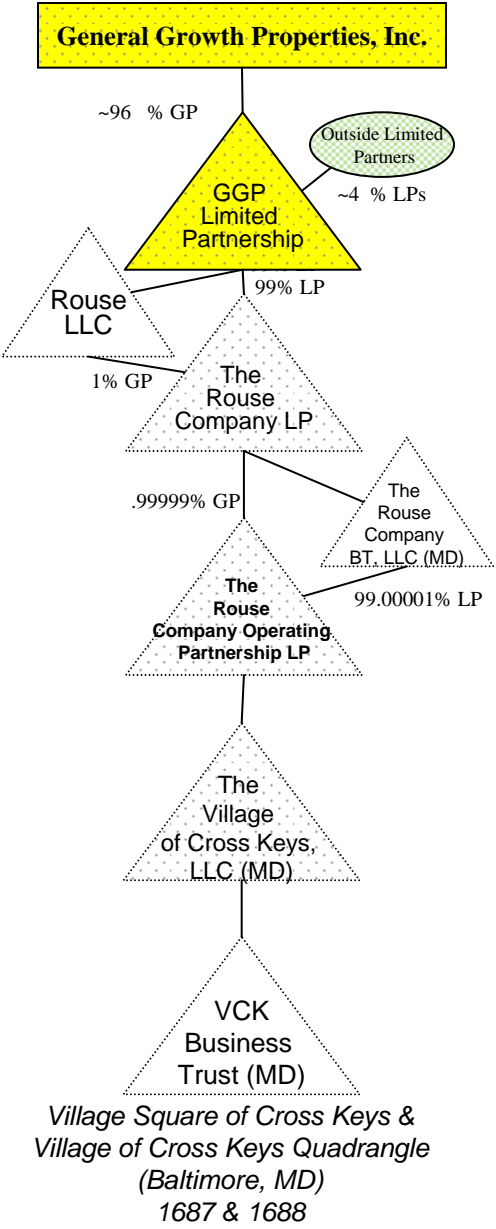 General Growth Properties, Inc.
~96 % GP
Outside Limited
Partners
~4 % LPs
GGP
Limited
Partnership
99% LP
Rouse
LLC
1% GP
The
Rouse
Company LP
.99999% GP
The
Rouse
Company
BT, LLC (MD)
99.00001% LP
The
Rouse
Company Operating
Partnership LP
The
Village
of Cross Keys,
LLC (MD)
VCK
Business
Trust (MD)
Village Square of Cross Keys &
Village of Cross Keys Quadrangle
(Baltimore, MD)
1687 & 1688